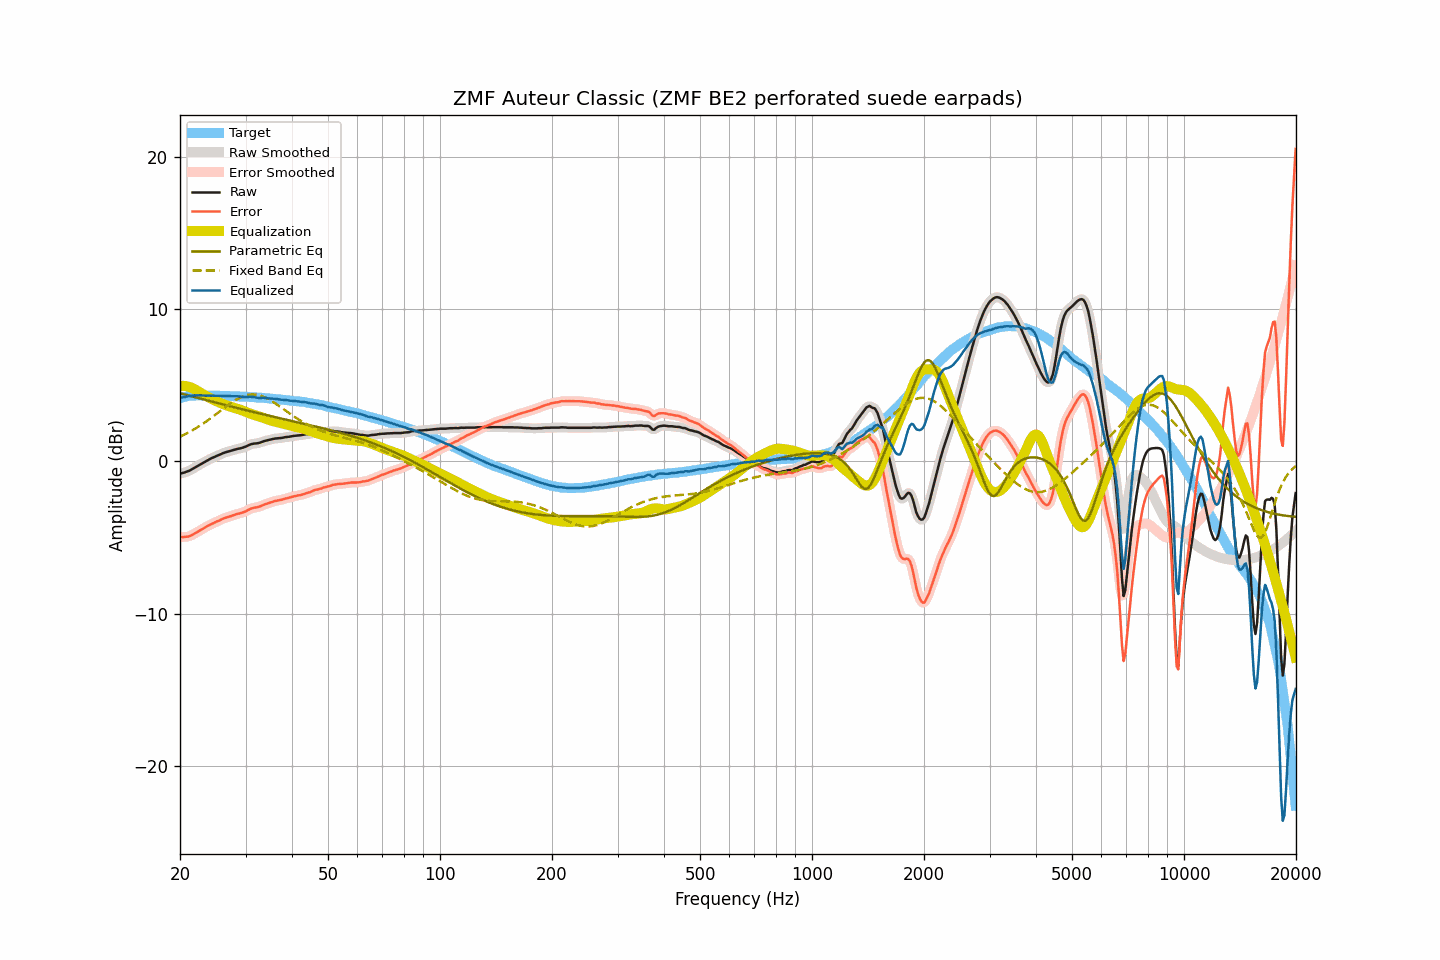 ZMF Auteur Classic (ZMF BE2 perforated suede earpads)
Target
Raw Smoothed
Error Smoothed
Raw
Error
Equalization
Parametric Eq
Fixed Band Eq
Equalized
Amplitude (dBr)
20
10
0
−10
−20
20 50 100 200 500 1000 2000 5000 10000 20000
Frequency (Hz)